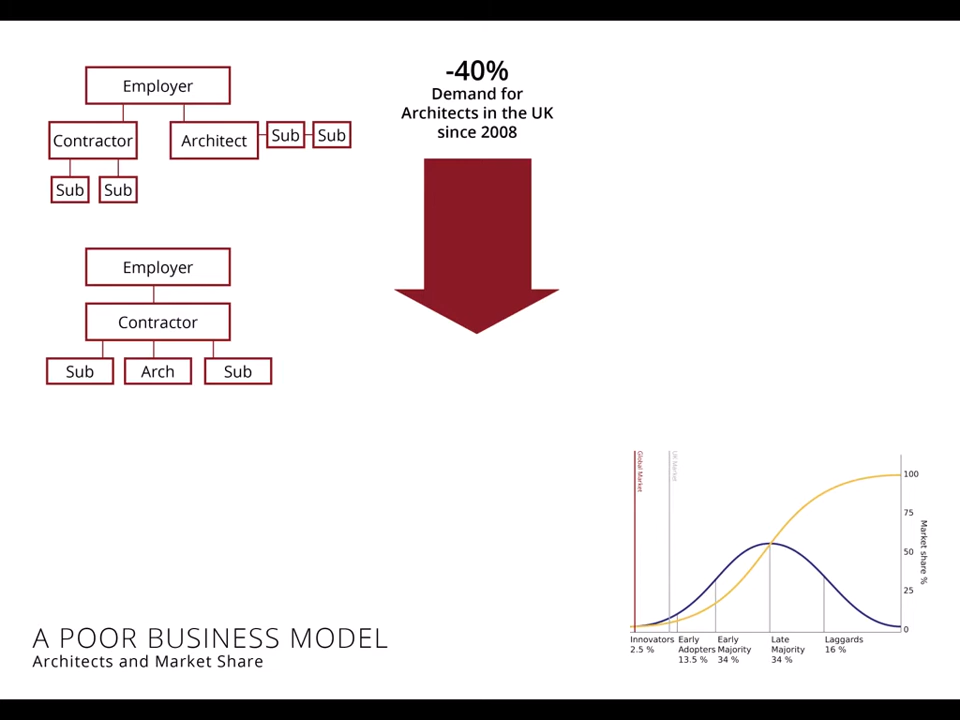 Employer
Contractor
Architect
Sub
Sub
Sub
Sub
Employer
Contractor
Sub
Arch
Sub
-40%
Demand for
Architects in the UK
since 2008
Global Market
UK Market
100
75
50
25
0
Market share %
Innovators
2.5 %
Early
Adopters
13.5 %
Early
Majority
34 %
Late
Majority
34 %
Laggards
16 %
A POOR BUSINESS MODEL
Architects and Market Share